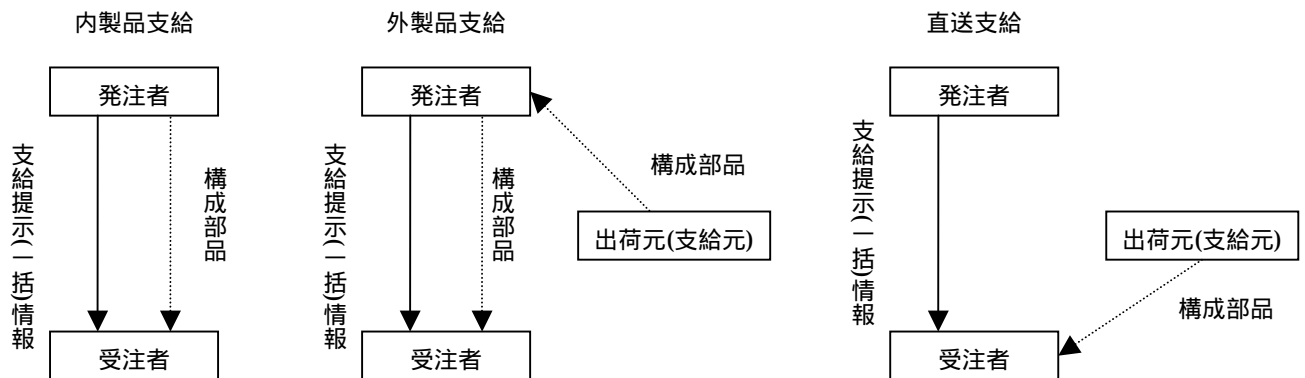 内製品支給
発注者
支給提示(一括)情報
構成部品
受注者
外製品支給
発注者
支給提示(一括)情報
構成部品
構成部品
出荷元(支給元)
受注者
直送支給
発注者
支給提示(一括)情報
出荷元(支給元)
構成部品
受注者